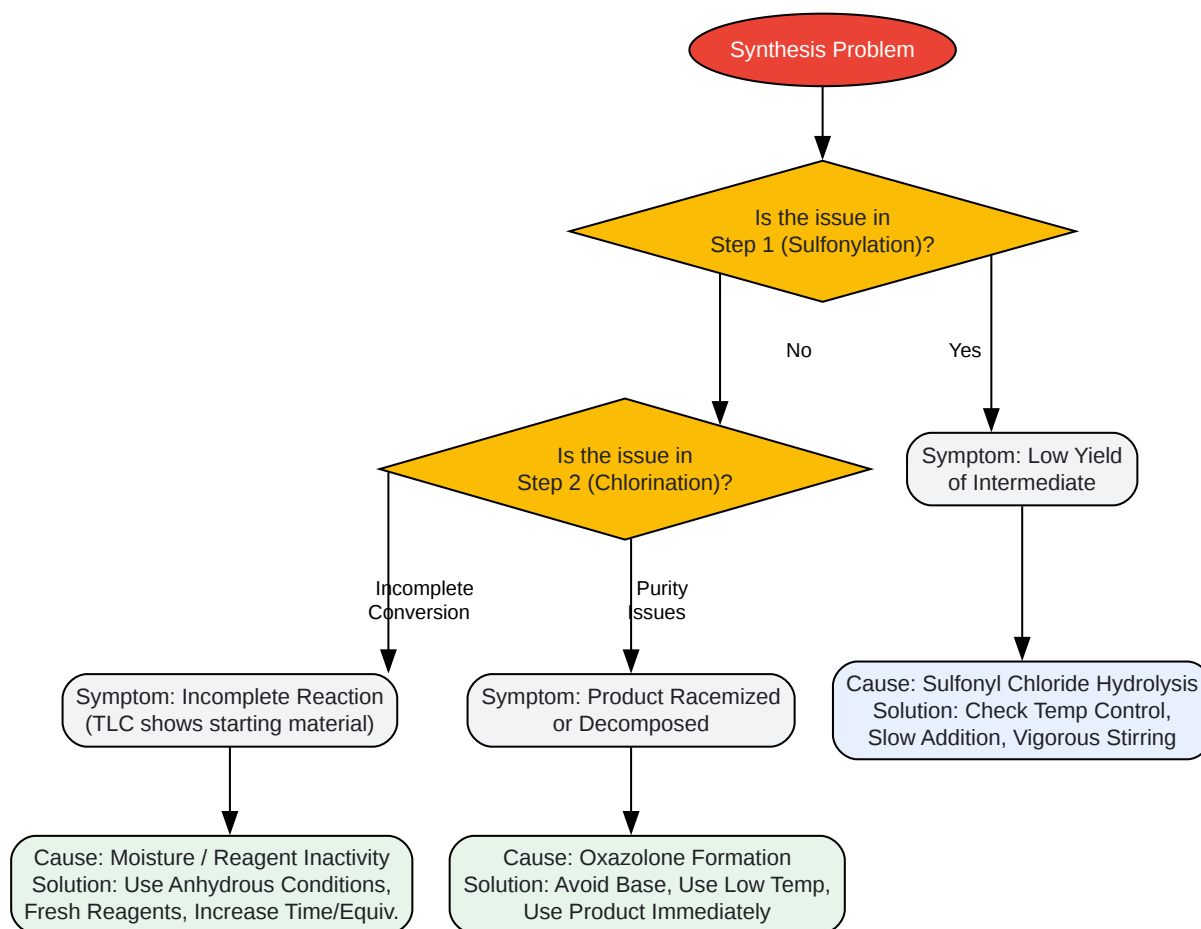 Synthesis Problem
Is the issue in
Step 1 (Sulfonylation)?
No
Yes
Is the issue in
Step 2 (Chlorination)?
Symptom: Low Yield
of Intermediate
Incomplete
Conversion
Purity
Issues
Symptom: Incomplete Reaction
(TLC shows starting material)
Symptom: Product Racemized
or Decomposed
Cause: Sulfonyl Chloride Hydrolysis
Solution: Check Temp Control,
Slow Addition, Vigorous Stirring
Cause: Moisture / Reagent Inactivity
Solution: Use Anhydrous Conditions,
Fresh Reagents, Increase Time/Equiv.
Cause: Oxazolone Formation
Solution: Avoid Base, Use Low Temp,
Use Product Immediately